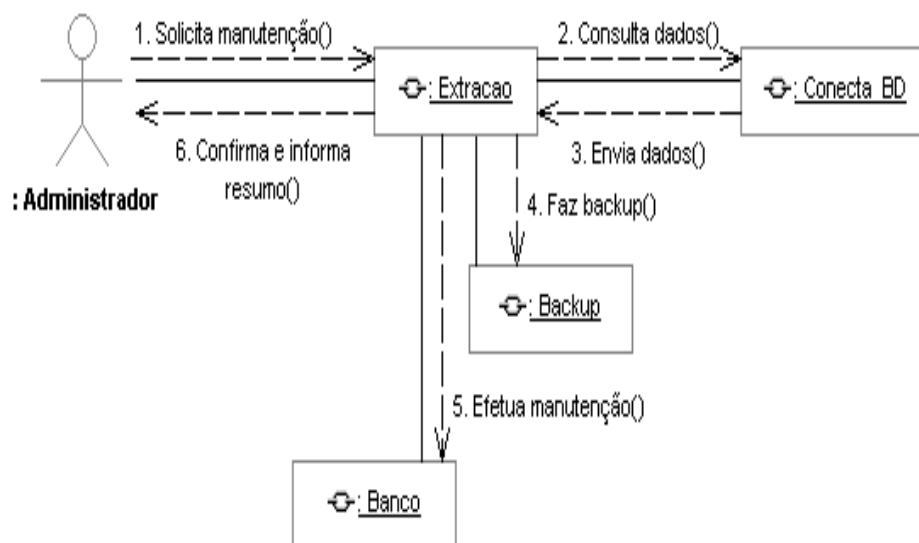 1. Solicita manutenção()
2. Consulta dados()
: Extracao
: Conecta_BD
6. Confirma e informa
resumo()
3. Envia dados()
: Administrador
4. Faz backup()
: Backup
5. Efetua manutenção()
: Banco